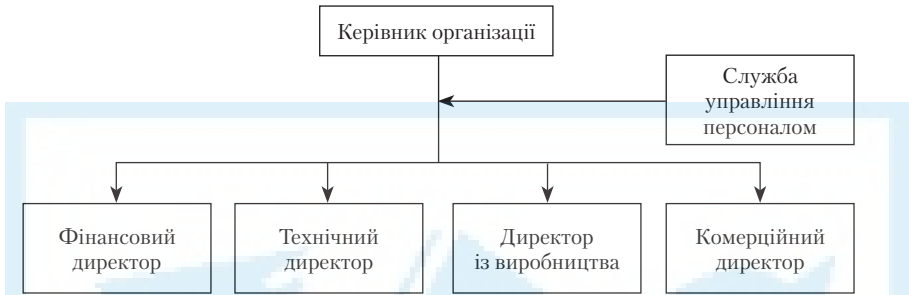 Керівник організації
Служба
управління
персоналом
Фінансовий
директор
Технічний
директор
Директор
із виробництва
Комерційний
директор